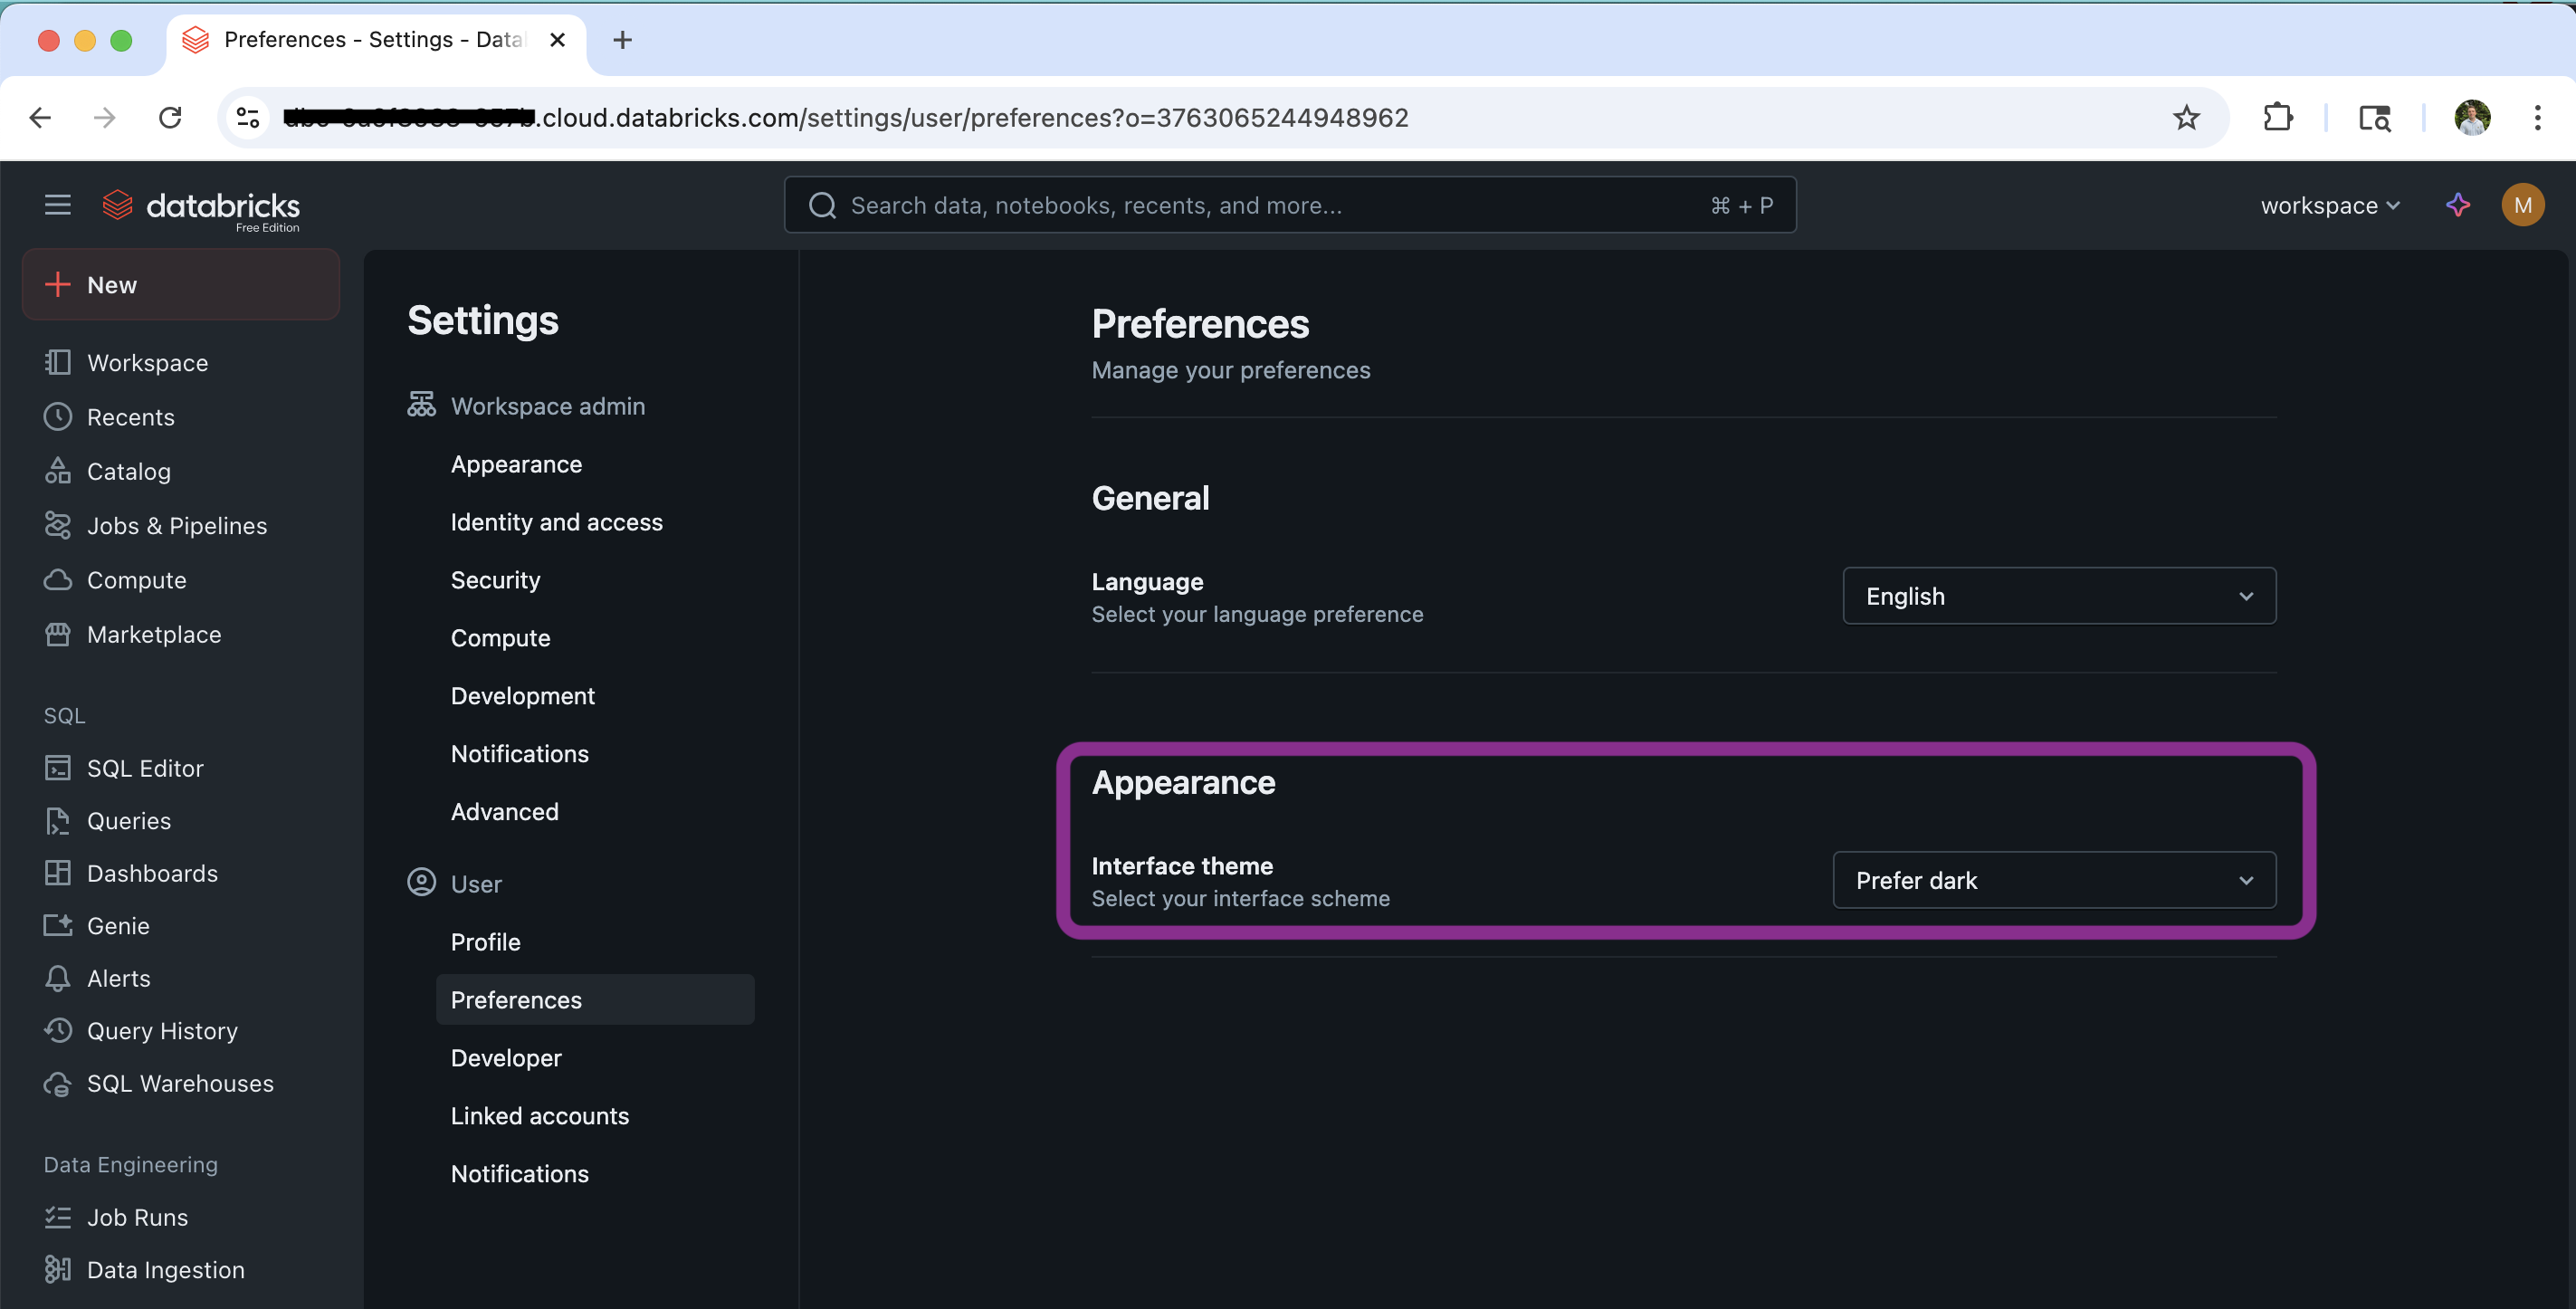 Preferences - Settings - Data
.cloud.databricks.com/settings/user/preferences?o=3763065244948962
databricks
Free Edition
Search data, notebooks, recents, and more...
⌘ + P
workspace
M
New
Workspace
Recents
Catalog
Jobs & Pipelines
Compute
Marketplace
SQL
SQL Editor
Queries
Dashboards
Genie
Alerts
Query History
SQL Warehouses
Data Engineering
Job Runs
Data Ingestion
Settings
Workspace admin
Appearance
Identity and access
Security
Compute
Development
Notifications
Advanced
User
Profile
Preferences
Developer
Linked accounts
Notifications
Preferences
Manage your preferences
General
Language
Select your language preference
English
Appearance
Interface theme
Select your interface scheme
Prefer dark